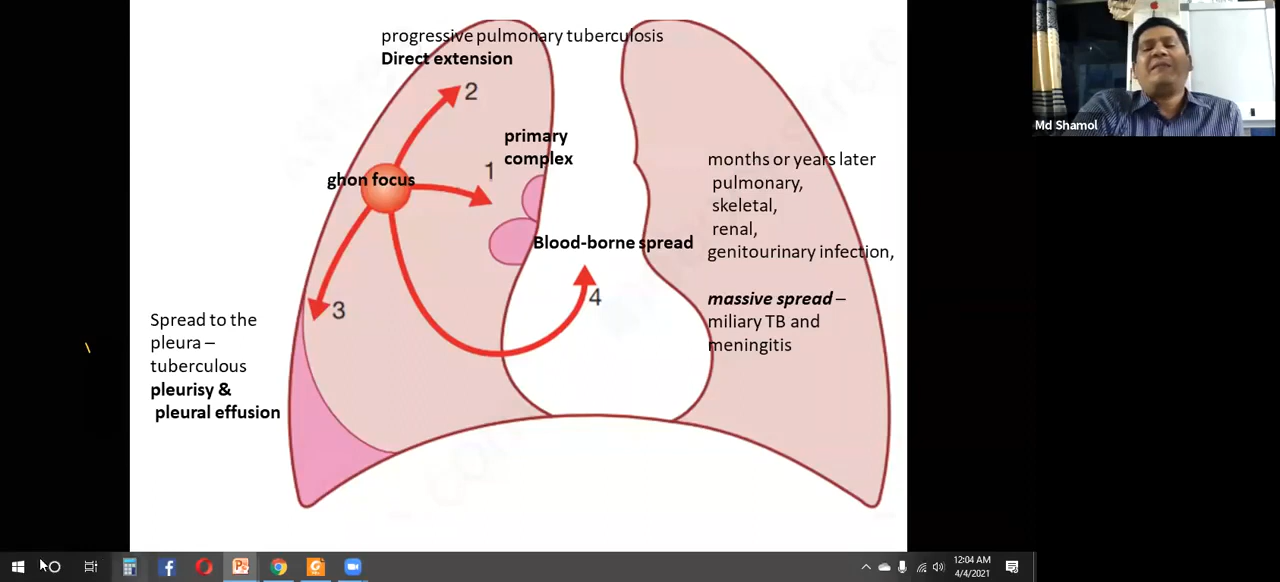 progressive pulmonary tuberculosis
Direct extension
2
primary
complex
1
ghon focus
months or years later
pulmonary,
skeletal,
renal,
genitourinary infection,
Blood-borne spread
4
massive spread –
miliary TB and
meningitis
3
Spread to the
pleura –
tuberculous
pleurisy &
pleural effusion
Md Shamol
12:04 AM
4/4/2021